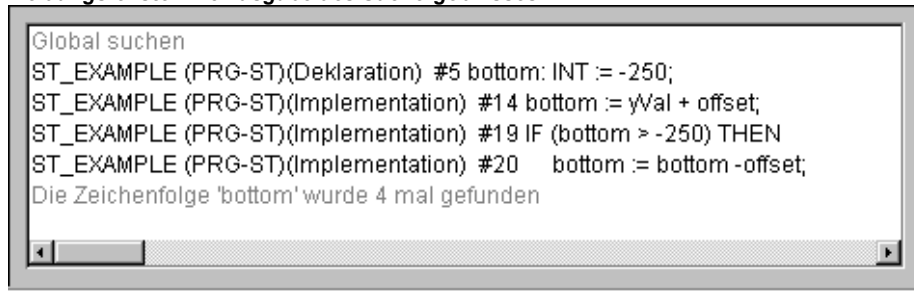 Global suchen
ST_EXAMPLE (PRG-ST)(Deklaration) #5 bottom: INT := -250;
ST_EXAMPLE (PRG-ST)(Implementation) #14 bottom := yVal + offset;
ST_EXAMPLE (PRG-ST)(Implementation) #19 IF (bottom > -250) THEN
ST_EXAMPLE (PRG-ST)(Implementation) #20 bottom := bottom -offset;
Die Zeichenfolge 'bottom' wurde 4 mal gefunden